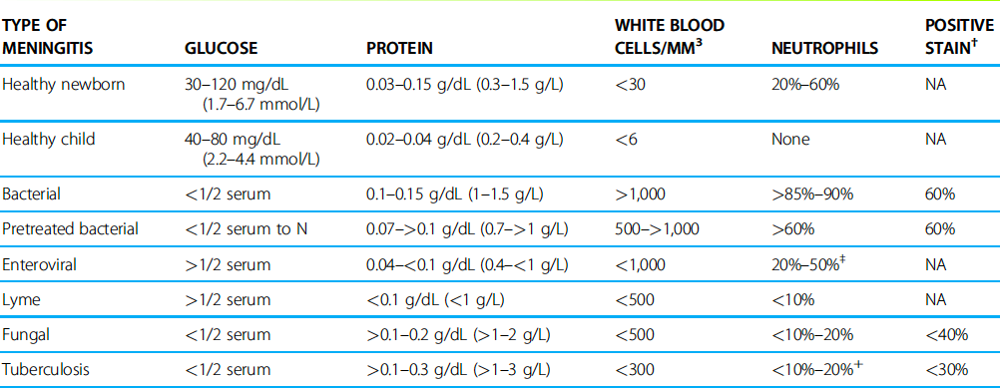 TYPE OF MENINGITIS GLUCOSE PROTEIN WHITE BLOOD CELLS/MM³ NEUTROPHILS POSITIVE STAIN†
Healthy newborn 30–120 mg/dL (1.7–6.7 mmol/L) 0.03–0.15 g/dL (0.3–1.5 g/L) <30 20%–60% NA
Healthy child 40–80 mg/dL (2.2–4.4 mmol/L) 0.02–0.04 g/dL (0.2–0.4 g/L) <6 None NA
Bacterial <1/2 serum 0.1–0.15 g/dL (1–1.5 g/L) >1,000 >85%–90% 60%
Pretreated bacterial <1/2 serum to N 0.07–>0.1 g/dL (0.7–>1 g/L) 500–>1,000 >60% 60%
Enteroviral >1/2 serum 0.04–<0.1 g/dL (0.4–<1 g/L) <1,000 20%–50%‡ NA
Lyme >1/2 serum <0.1 g/dL (<1 g/L) <500 <10% NA
Fungal <1/2 serum >0.1–0.2 g/dL (>1–2 g/L) <500 <10%–20% <40%
Tuberculosis <1/2 serum >0.1–0.3 g/dL (>1–3 g/L) <300 <10%–20%+ <30%